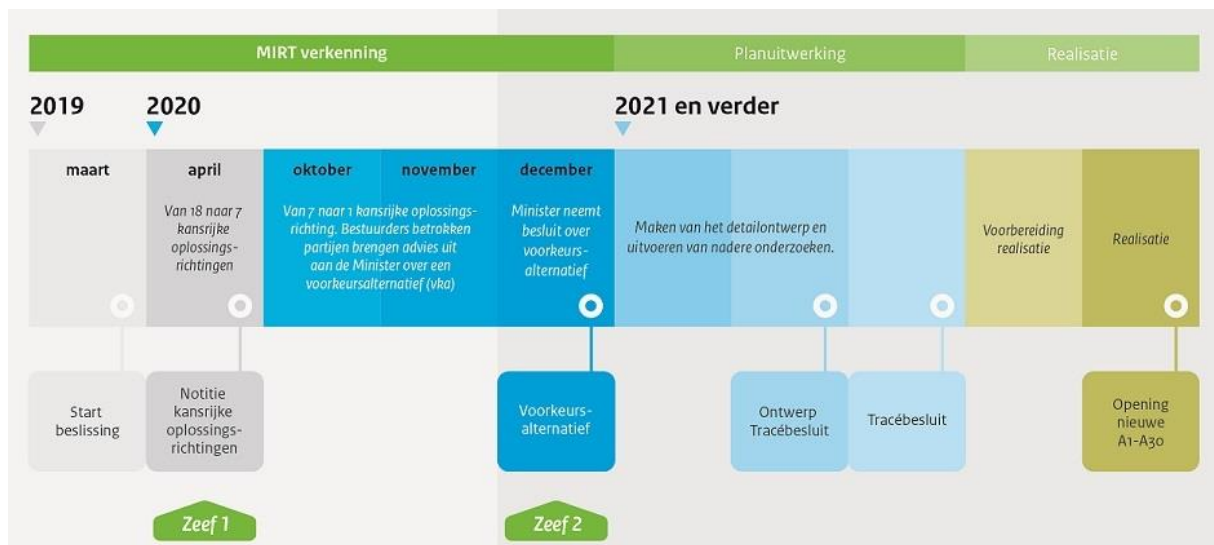 MIRT verkenning
Planuitwerking
Realisatie
2019
2020
2021 en verder
maart
april
Van 18 naar 7
kansrijke
oplossings-
richtingen
oktober
november
Van 7 naar 1 kansrijke oplossings-
richting. Bestuurders betrokken
partijen brengen advies uit
aan de Minister over een
voorkeursalternatief (vka)
december
Minister neemt
besluit over
voorkeurs-
alternatief
Maken van het detailontwerp en
uitvoeren van nadere onderzoeken.
Voorbereiding
realisatie
Realisatie
Start
beslissing
Notitie
kansrijke
oplossings-
richtingen
Voorkeurs-
alternatief
Ontwerp
Tracébesluit
Tracébesluit
Opening
nieuwe
A1-A30
Zeef 1
Zeef 2